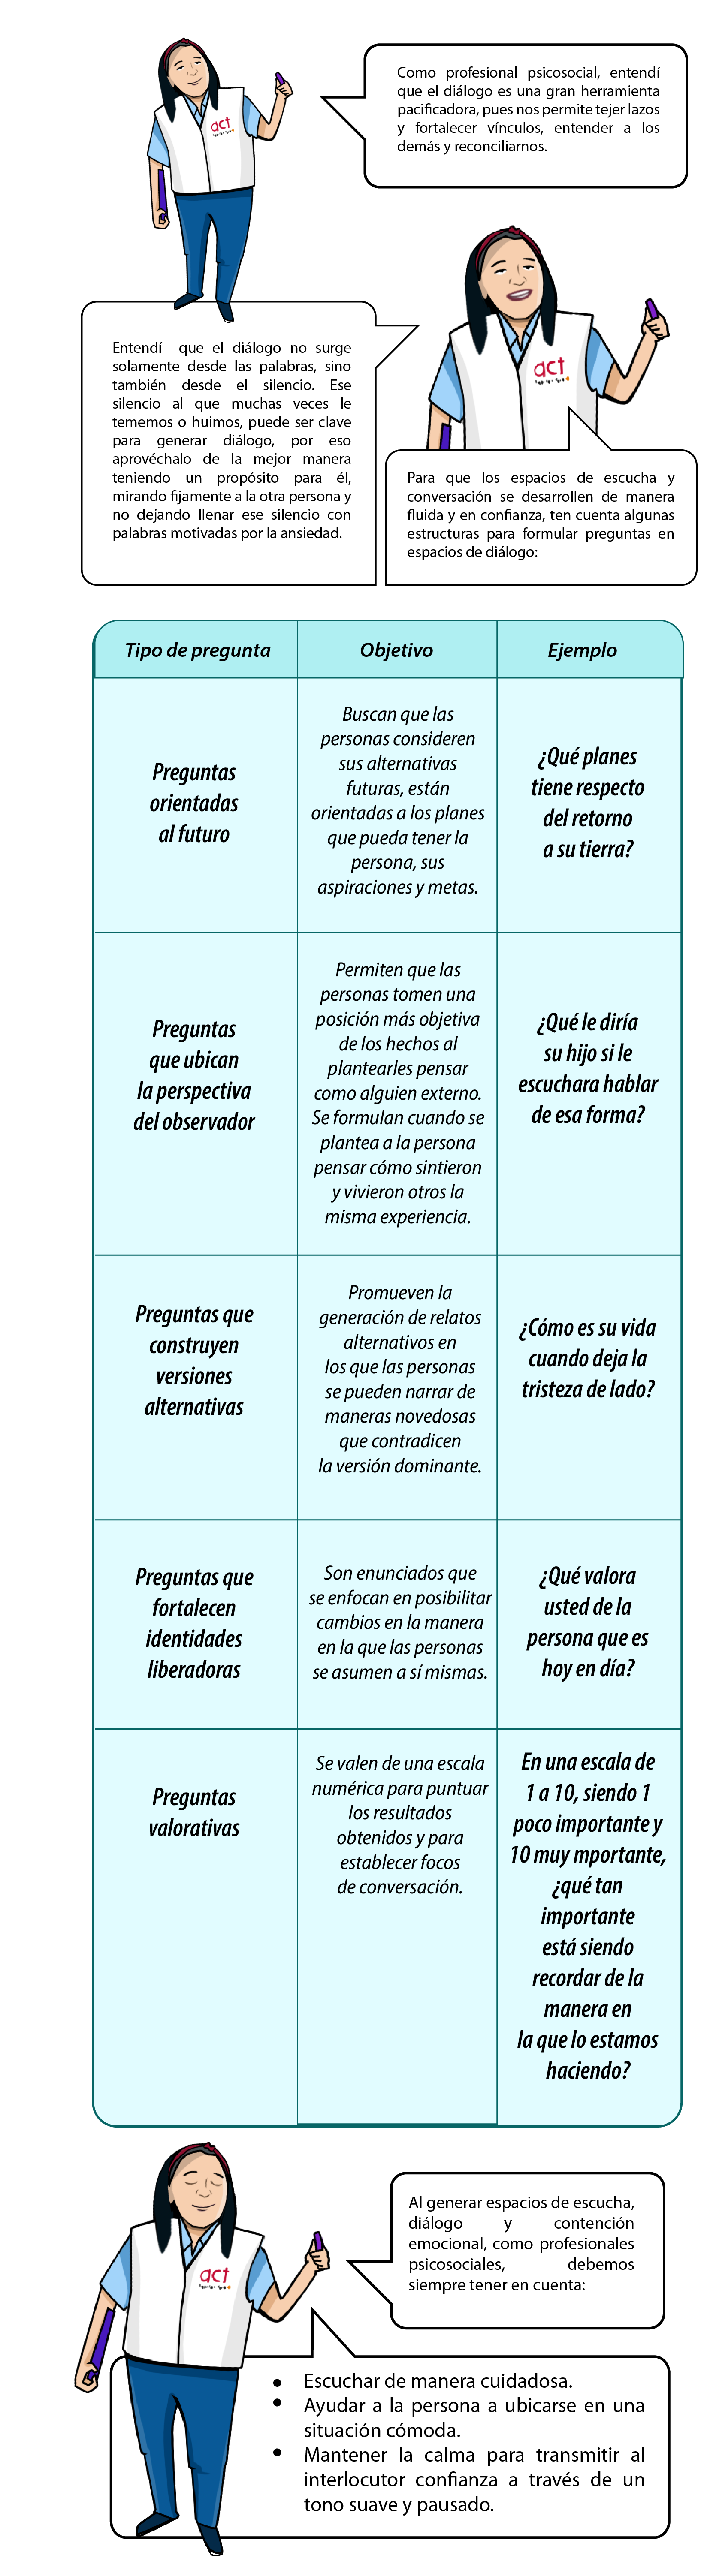 Como profesional psicosocial, entendí
que el diálogo es una gran herramienta
pacificadora, pues nos permite tejer lazos
y fortalecer vínculos, entender a los
demás y reconciliarnos.
act
Entendí que el diálogo no surge
solamente desde las palabras, sino
también desde el silencio. Ese
silencio al que muchas veces le
tememos o huimos, puede ser clave
para generar diálogo, por eso
aprovéchalo de la mejor manera
teniendo un propósito para él,
mirando fijamente a la otra persona y
no dejando llenar ese silencio con
palabras motivadas por la ansiedad.
act
Para que los espacios de escucha y
conversación se desarrollen de manera
fluida y en confianza, ten cuenta algunas
estructuras para formular preguntas en
espacios de diálogo:
Tipo de pregunta
Objetivo
Ejemplo
Preguntas
orientadas
al futuro
Buscan que las
personas consideren
sus alternativas
futuras, están
orientadas a los planes
que pueda tener la
persona, sus
aspiraciones y metas.
¿Qué planes
tiene respecto
del retorno
a su tierra?
Preguntas
que ubican
la perspectiva
del observador
Permiten que las
personas tomen una
posición más objetiva
de los hechos al
plantearles pensar
como alguien externo.
Se formulan cuando se
plantea a la persona
pensar cómo sintieron
y vivieron otros la
misma experiencia.
¿Qué le diría
su hijo si le
escuchara hablar
de esa forma?
Preguntas que
construyen
versiones
alternativas
Promueven la
generación de relatos
alternativos en
los que las personas
se pueden narrar de
maneras novedosas
que contradicen
la versión dominante.
¿Cómo es su vida
cuando deja la
tristeza de lado?
Preguntas que
fortalecen
identidades
liberadoras
Son enunciados que
se enfocan en posibilitar
cambios en la manera
en la que las personas
se asumen a sí mismas.
¿Qué valora
usted de la
persona que es
hoy en día?
Preguntas
valorativas
Se valen de una escala
numérica para puntuar
los resultados
obtenidos y para
establecer focos
de conversación.
En una escala de
1 a 10, siendo 1
poco importante y
10 muy mportante,
¿qué tan
importante
está siendo
recordar de la
manera en
la que lo estamos
haciendo?
act
Al generar espacios de escucha,
diálogo y contención
emocional, como profesionales
psicosociales, debemos
siempre tener en cuenta:
• Escuchar de manera cuidadosa.
• Ayudar a la persona a ubicarse en una
situación cómoda.
• Mantener la calma para transmitir al
interlocutor confianza a través de un
tono suave y pausado.